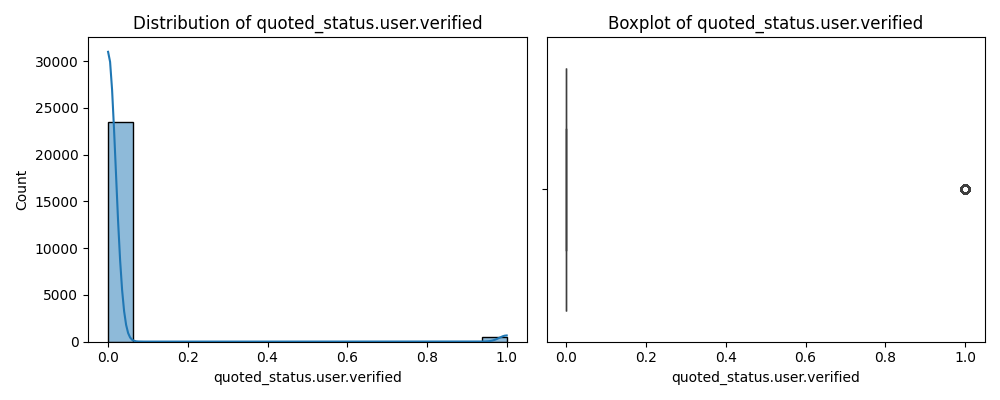 Distribution of quoted_status.user.verified
Count
30000
25000
20000
15000
10000
5000
0
0.0 0.2 0.4 0.6 0.8 1.0
quoted_status.user.verified
Boxplot of quoted_status.user.verified
0.0 0.2 0.4 0.6 0.8 1.0
quoted_status.user.verified